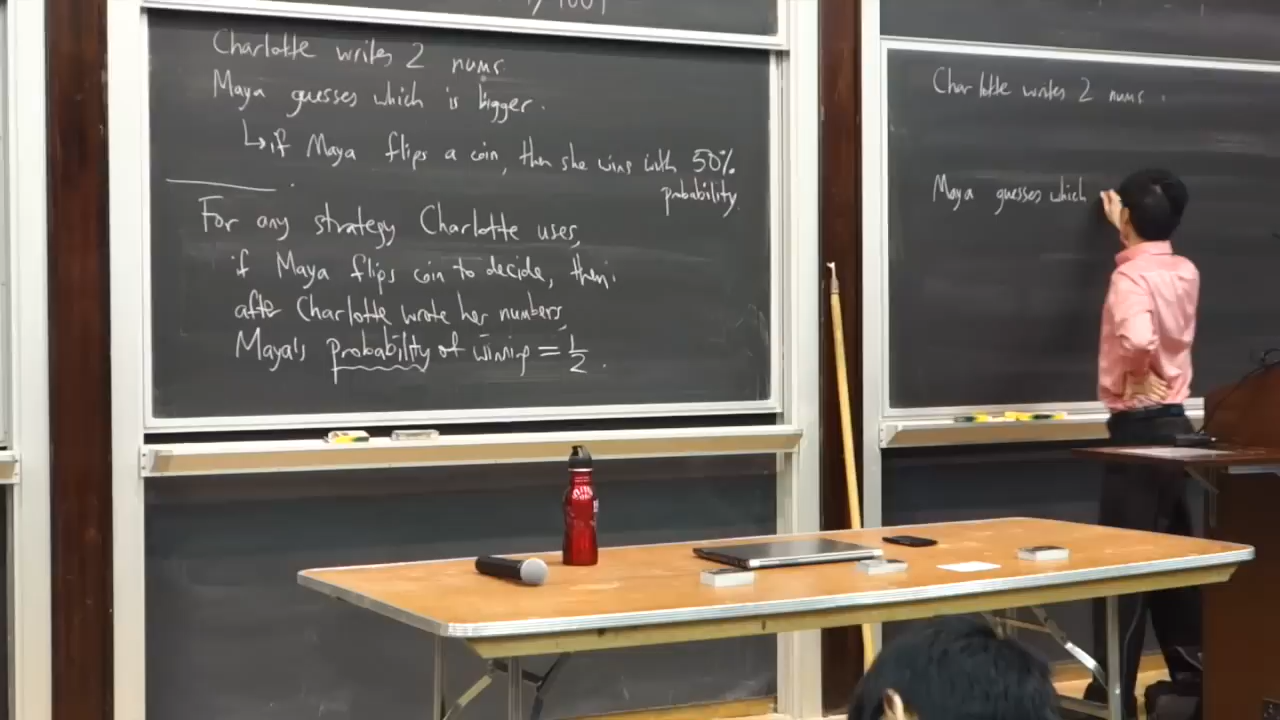 Charlotte writes 2 nums
Maya guesses which is bigger.
↳ if Maya flips a coin, then she wins with 50%
probability.
For any strategy Charlotte uses,
if Maya flips coin to decide, then:
after Charlotte wrote her numbers,
Maya's probability of winning = 1/2.
Charlotte writes 2 nums.
Maya guesses which